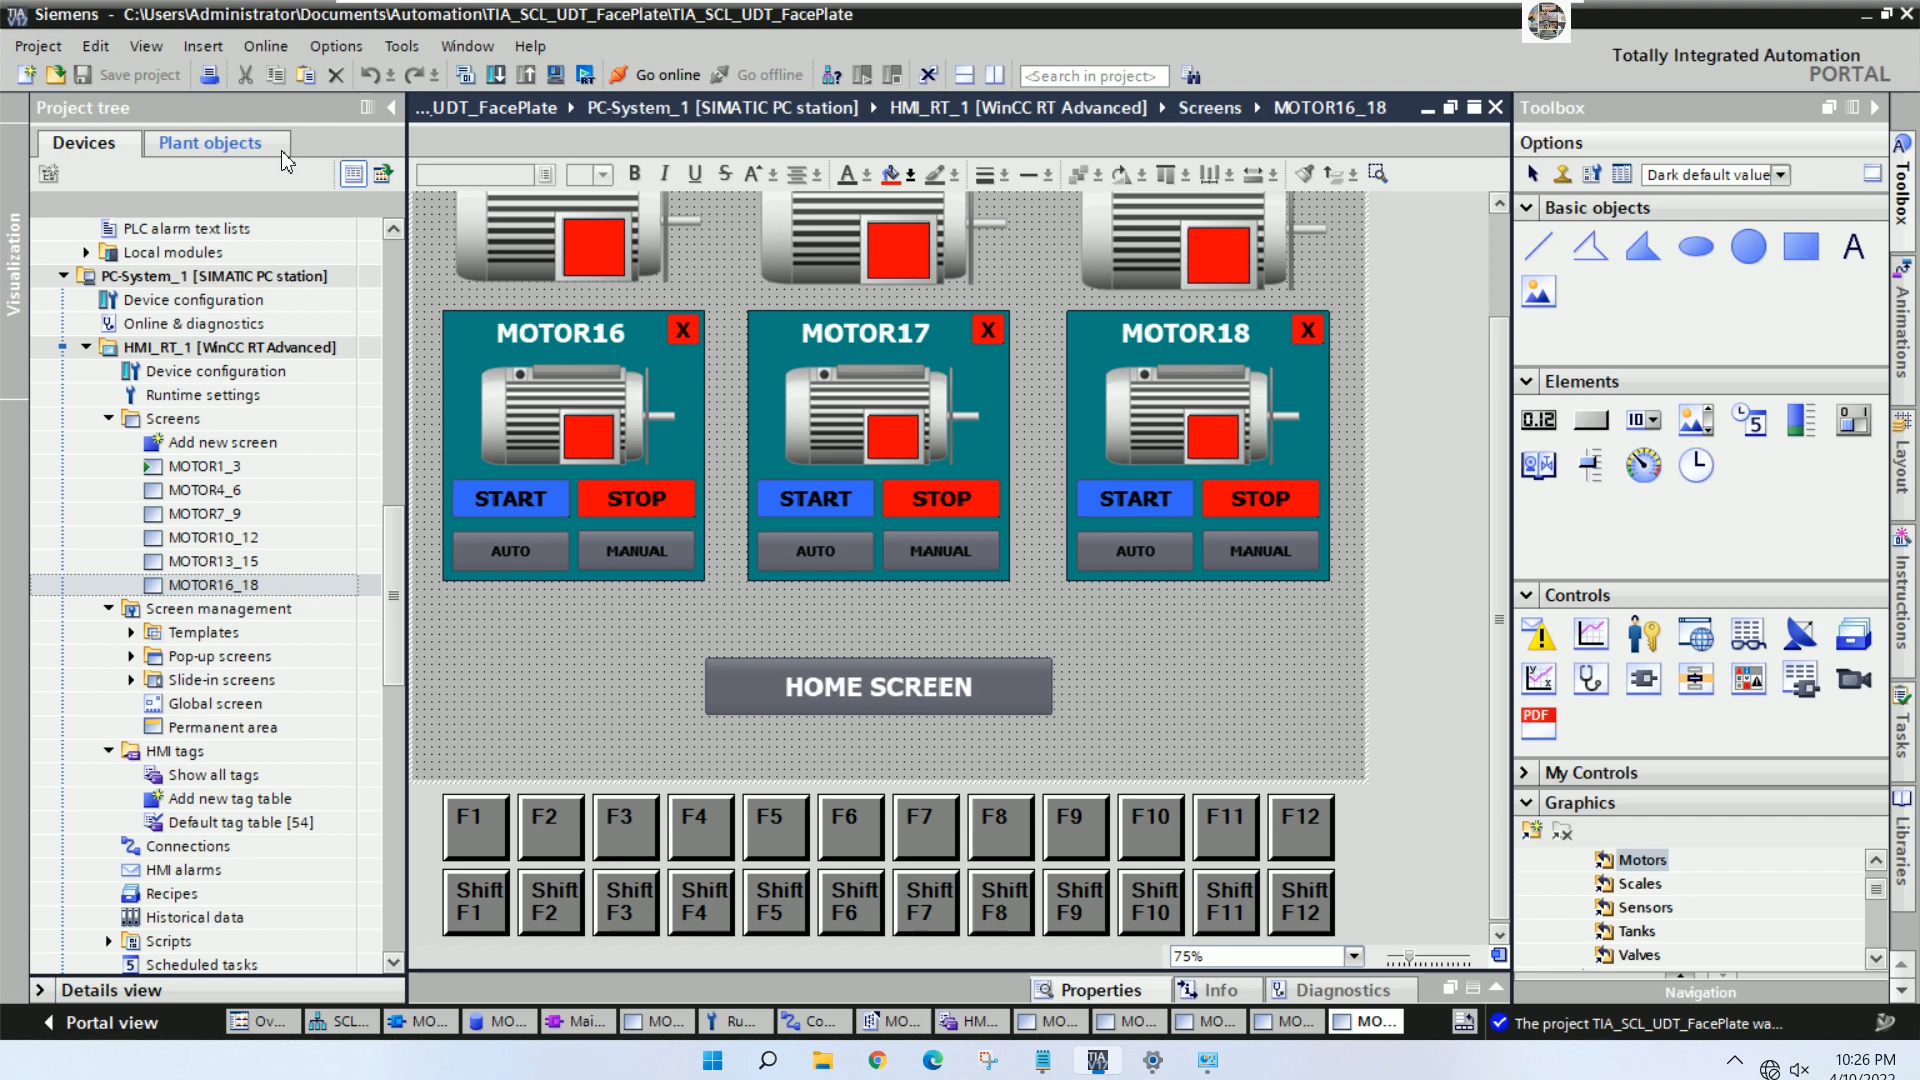 Siemens - C:\Users\Administrator\Documents\Automation\TIA_SCL_UDT_FacePlate\TIA_SCL_UDT_FacePlate
Project Edit View Insert Online Options Tools Window Help
Totally Integrated Automation
PORTAL
Save project
Go online
Go offline
<Search in project>
Project tree
...UDT_FacePlate PC-System_1 [SIMATIC PC station] HMI_RT_1 [WinCC RT Advanced] Screens MOTOR16_18
Toolbox
Devices
Plant objects
Options
B I U S A A
Dark default value
Visualization
PLC alarm text lists
Local modules
PC-System_1 [SIMATIC PC station]
Device configuration
Online & diagnostics
HMI_RT_1 [WinCC RT Advanced]
Device configuration
Runtime settings
Screens
Add new screen
MOTOR1_3
MOTOR4_6
MOTOR7_9
MOTOR10_12
MOTOR13_15
MOTOR16_18
Screen management
Templates
Pop-up screens
Slide-in screens
Global screen
Permanent area
HMI tags
Show all tags
Add new tag table
Default tag table [54]
Connections
HMI alarms
Recipes
Historical data
Scripts
Scheduled tasks
Details view
MOTOR16 X
START STOP
AUTO MANUAL
MOTOR17 X
START STOP
AUTO MANUAL
MOTOR18 X
START STOP
AUTO MANUAL
HOME SCREEN
F1 F2 F3 F4 F5 F6 F7 F8 F9 F10 F11 F12
Shift Shift Shift Shift Shift Shift Shift Shift Shift Shift Shift Shift
F1 F2 F3 F4 F5 F6 F7 F8 F9 F10 F11 F12
75%
Properties
Info
Diagnostics
Basic objects
A
Elements
0.12
10
5
0 1
Controls
PDF
My Controls
Graphics
Motors
Scales
Sensors
Tanks
Valves
Navigation
Toolbox
Animations
Layout
Instructions
Tasks
Libraries
Portal view
Ov... SCL... MO... MO... Mai... MO... Ru... Co... MO... HM... MO... MO... MO... MO... MO...
The project TIA_SCL_UDT_FacePlate wa...
TIA
V17
10:26 PM
4/10/2022